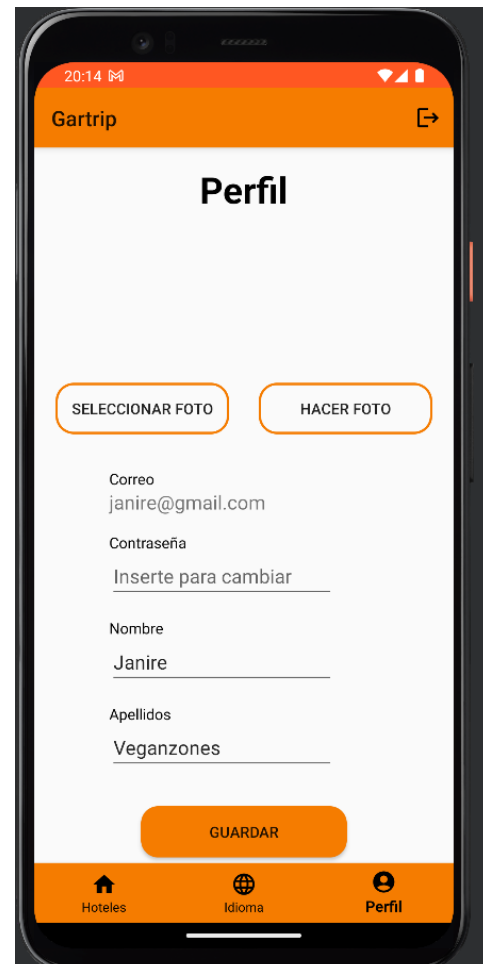 20:14
Gartrip
Perfil
SELECCIONAR FOTO
HACER FOTO
Correo
janire@gmail.com
Contraseña
Inserte para cambiar
Nombre
Janire
Apellidos
Veganzones
GUARDAR
Hoteles
Idioma
Perfil